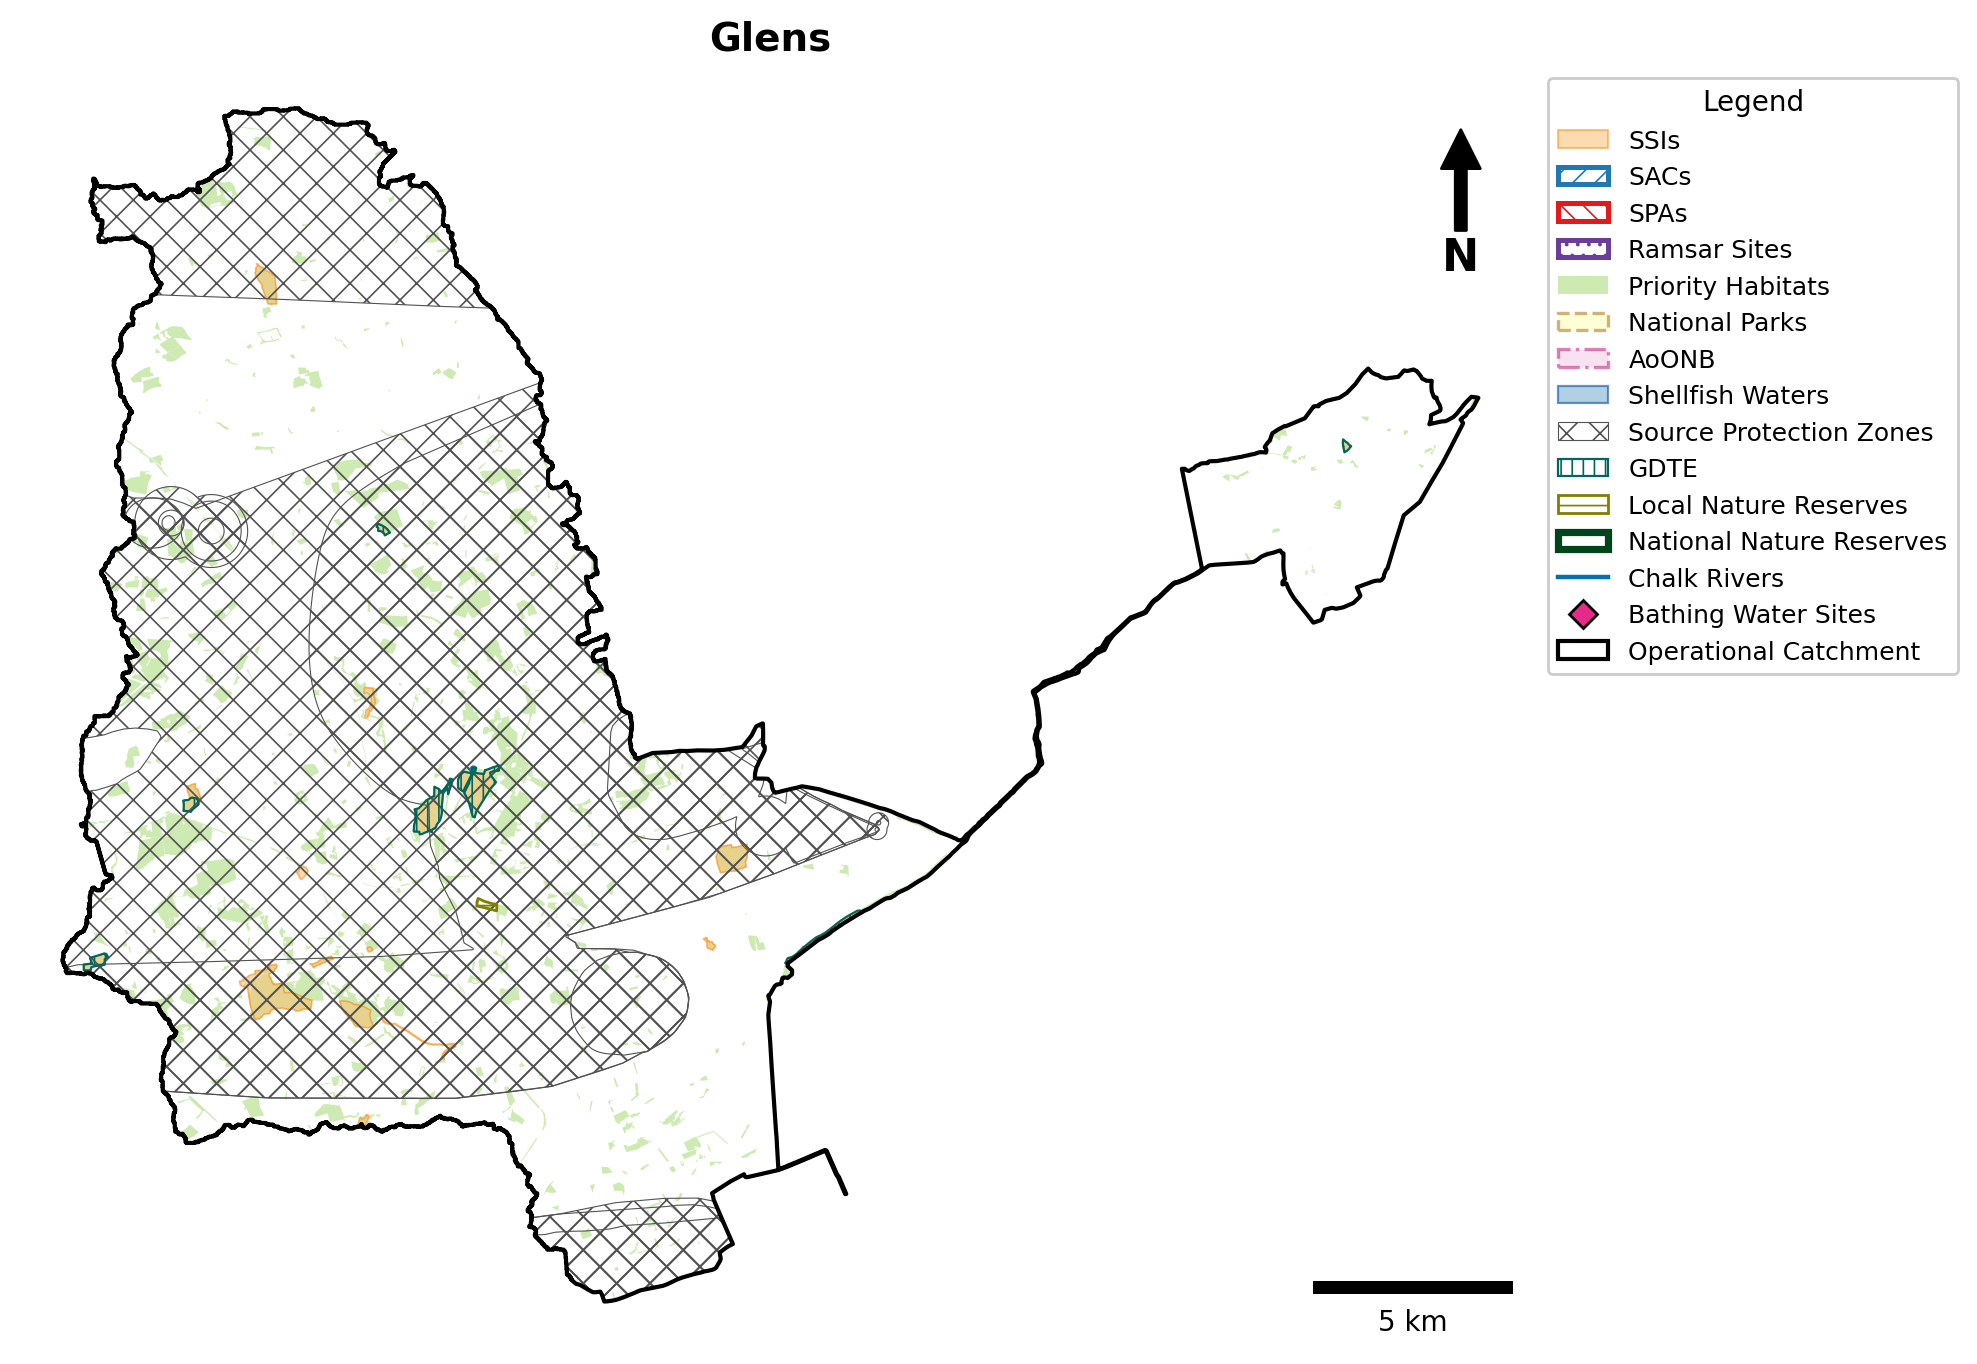 Glens
Legend
SSIs
SACs
SPAs
Ramsar Sites
Priority Habitats
National Parks
AoONB
Shellfish Waters
Source Protection Zones
GDTE
Local Nature Reserves
National Nature Reserves
Chalk Rivers
Bathing Water Sites
Operational Catchment
N
5 km